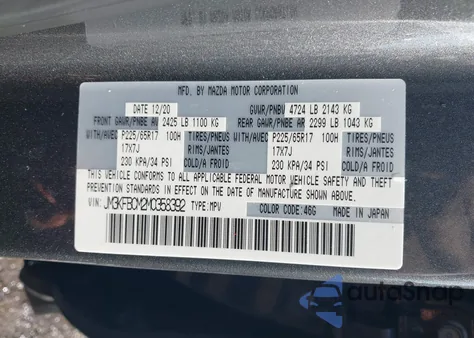 MFD. BY MAZDA MOTOR CORPORATION
DATE 12/20 GVWR/PNBV 4724 LB 2143 KG
FRONT GAWR/PNBE AV 2425 LB 1100 KG REAR GAWR/PNBE AR 2299 LB 1043 KG
WITH/AVEC P225/65R17 100H TIRES/PNEUS WITH/AVEC P225/65R17 100H TIRES/PNEUS
17X7J RIMS/JANTES 17X7J RIMS/JANTES
230 KPA/34 PSI COLD/A FROID 230 KPA/34 PSI COLD/A FROID
THIS VEHICLE CONFORMS TO ALL APPLICABLE FEDERAL MOTOR VEHICLE SAFETY AND THEFT
PREVENTION STANDARDS IN EFFECT ON THE DATE OF MANUFACTURE SHOWN ABOVE.
VIN: JM3KFBCM2M0358392 TYPE: MPV COLOR CODE:46G MADE IN JAPAN
autoSnap